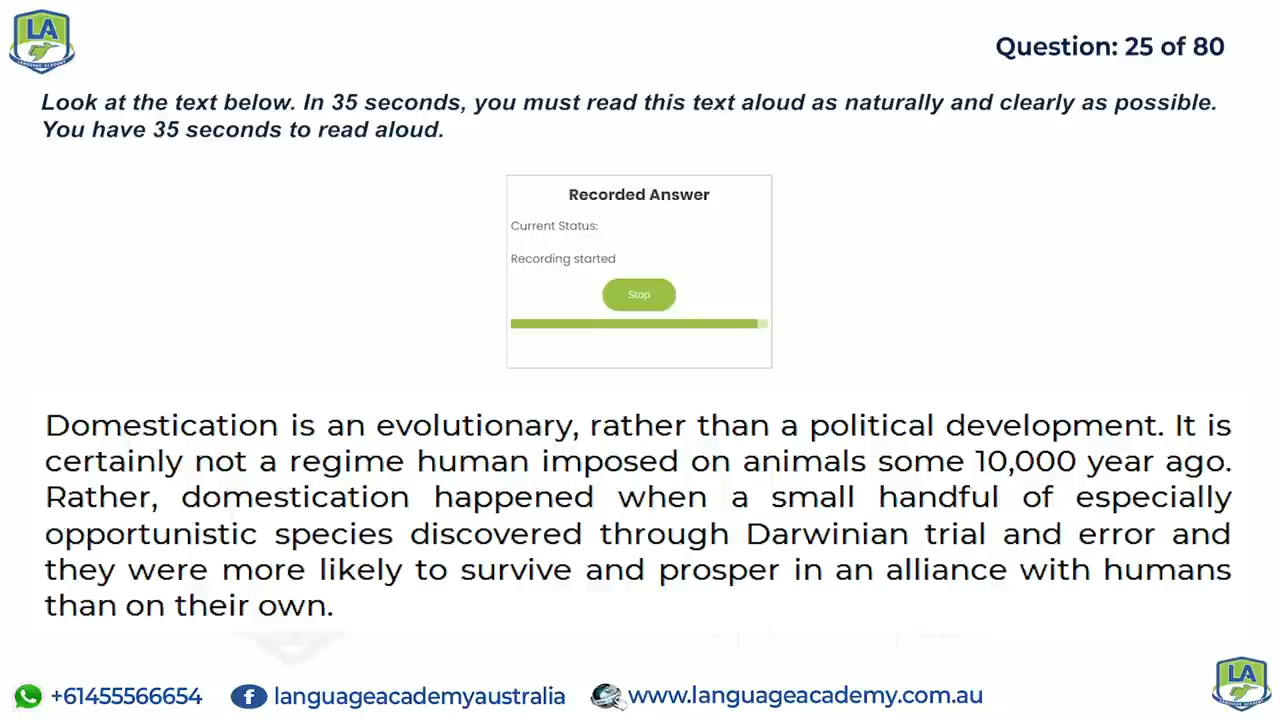 LA
LANGUAGE ACADEMY
Question: 25 of 80
Look at the text below. In 35 seconds, you must read this text aloud as naturally and clearly as possible.
You have 35 seconds to read aloud.
Recorded Answer
Current Status:
Recording started
Stop
Domestication is an evolutionary, rather than a political development. It is
certainly not a regime human imposed on animals some 10,000 year ago.
Rather, domestication happened when a small handful of especially
opportunistic species discovered through Darwinian trial and error and
they were more likely to survive and prosper in an alliance with humans
than on their own.
+61455566654
languageacademyaustralia
www.languageacademy.com.au
LA